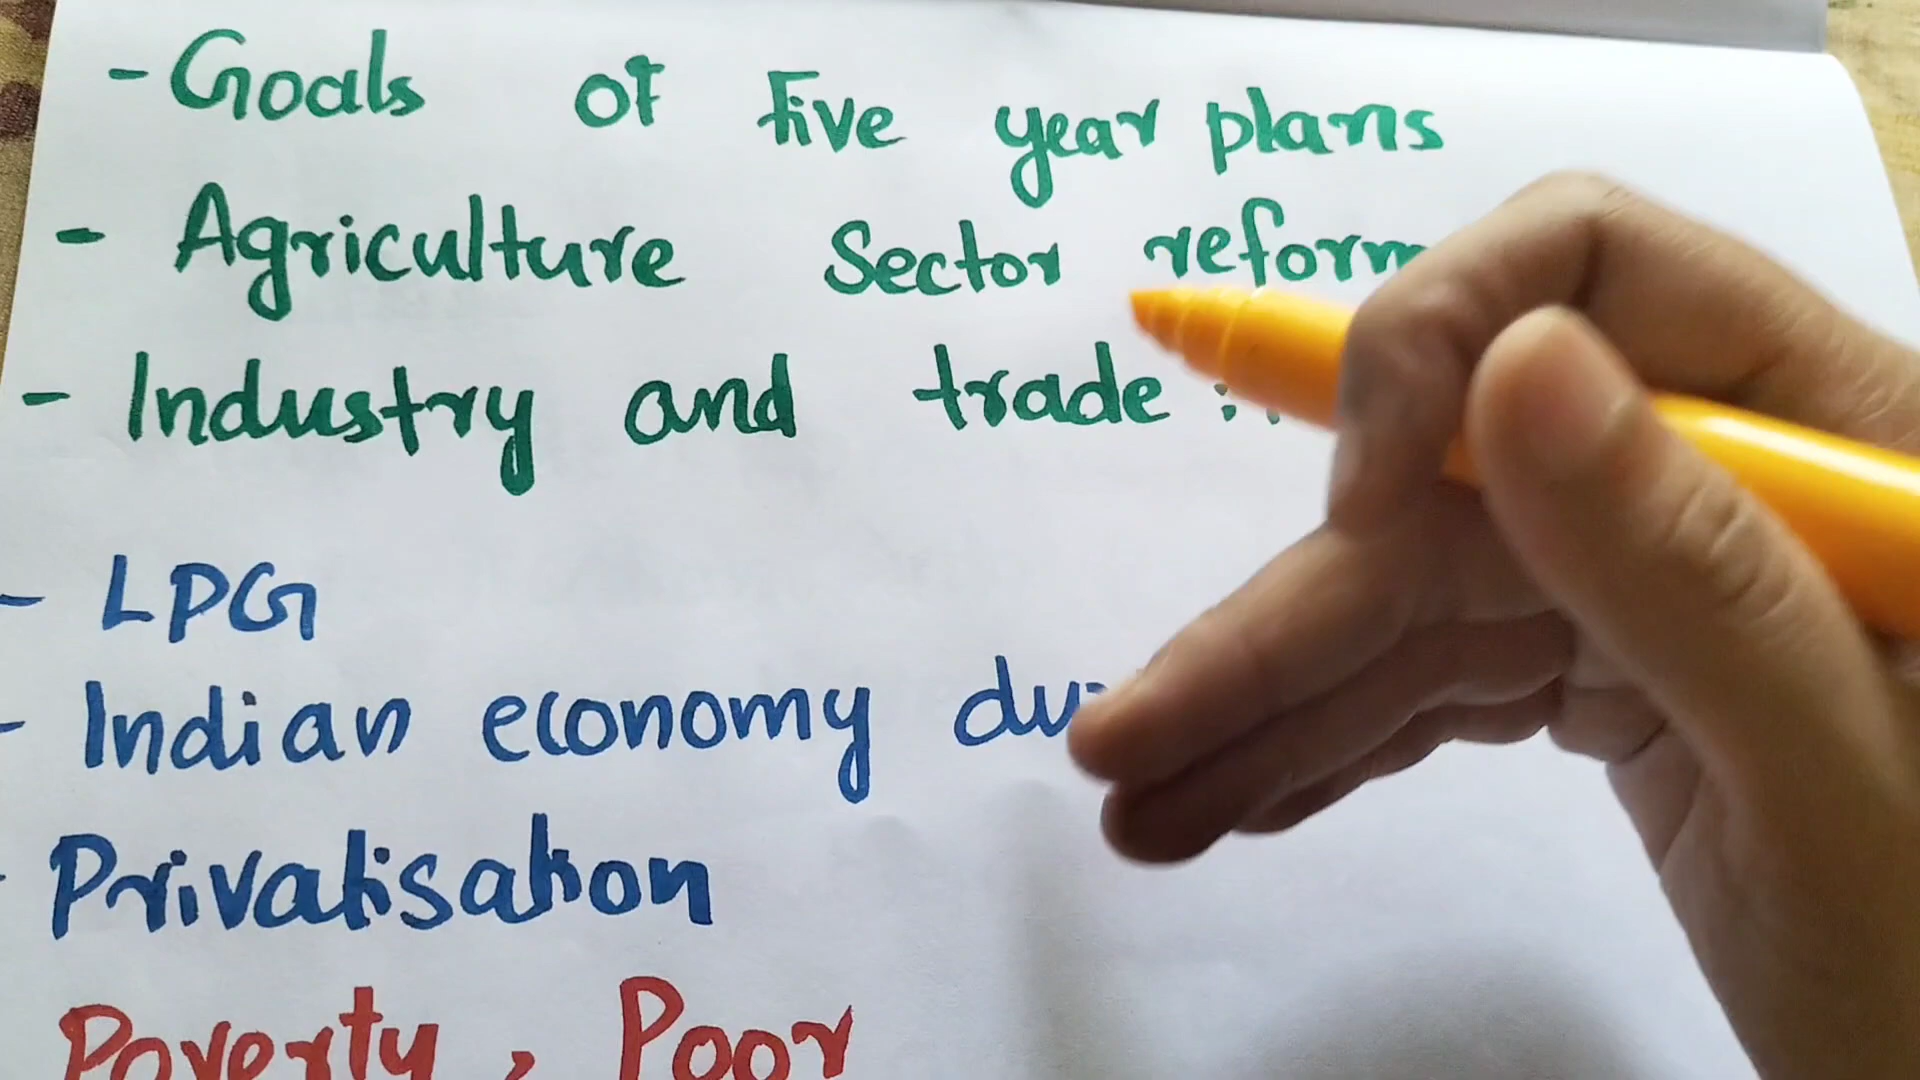 - Goals of Five year plans
- Agriculture Sector reform
- Industry and trade :
- LPG
- Indian economy
- Privatisation
Poverty, Poor